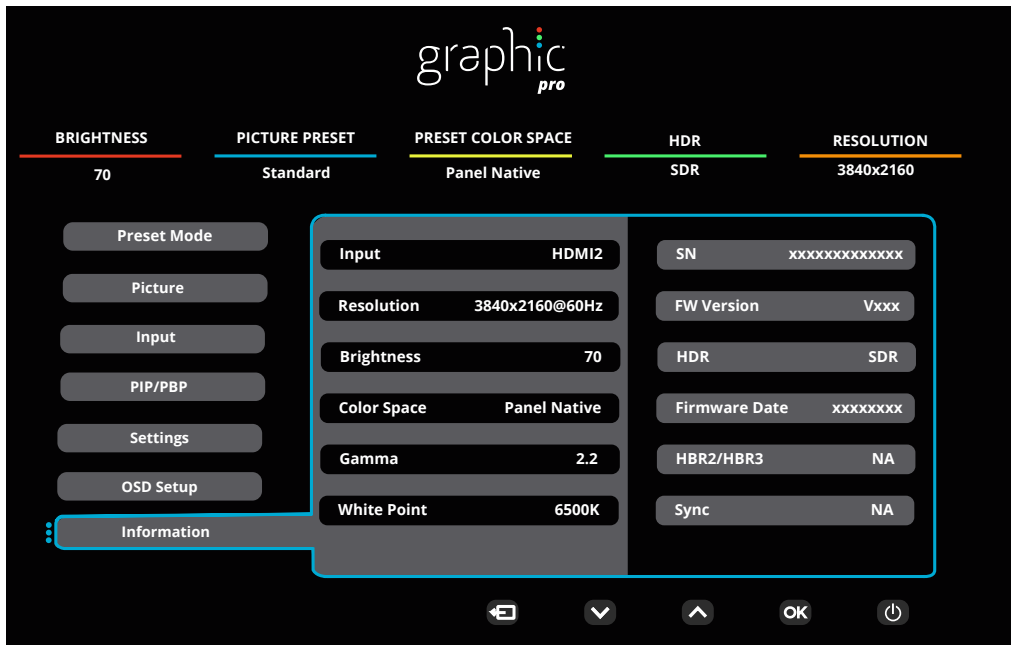 graphic
pro
BRIGHTNESS PICTURE PRESET PRESET COLOR SPACE HDR RESOLUTION
70 Standard Panel Native SDR 3840x2160
Preset Mode
Picture
Input
PIP/PBP
Settings
OSD Setup
Information
Input HDMI2
Resolution 3840x2160@60Hz
Brightness 70
Color Space Panel Native
Gamma 2.2
White Point 6500K
SN xxxxxxxxxxxxx
FW Version Vxxx
HDR SDR
Firmware Date xxxxxxxx
HBR2/HBR3 NA
Sync NA
OK